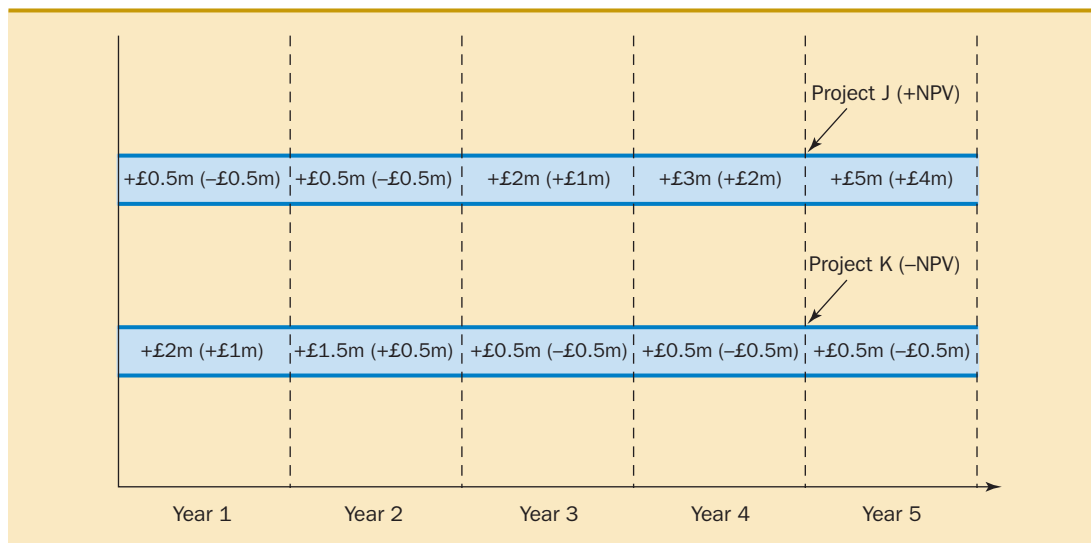 Project J (+NPV)
+£0.5m (–£0.5m) +£0.5m (–£0.5m) +£2m (+£1m) +£3m (+£2m) +£5m (+£4m)
Project K (–NPV)
+£2m (+£1m) +£1.5m (+£0.5m) +£0.5m (–£0.5m) +£0.5m (–£0.5m) +£0.5m (–£0.5m)
Year 1 Year 2 Year 3 Year 4 Year 5